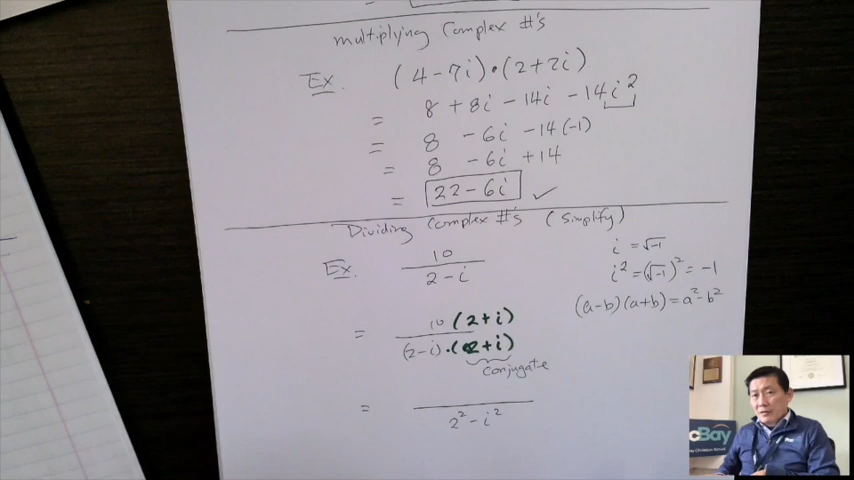 multiplying Complex #'s
Ex. (4-7i)•(2+2i)
= 8 + 8i - 14i - 14i²
= 8 - 6i - 14(-1)
= 8 - 6i + 14
= 22-6i ✓
Dividing Complex #'s (Simplify)
Ex. 10
2-i
i = √-1
i² = (√-1)² = -1
(a-b)(a+b) = a²-b²
= 10 (2+i)
(2-i)•(2+i)
conjugate
=
2² - i²
cBay